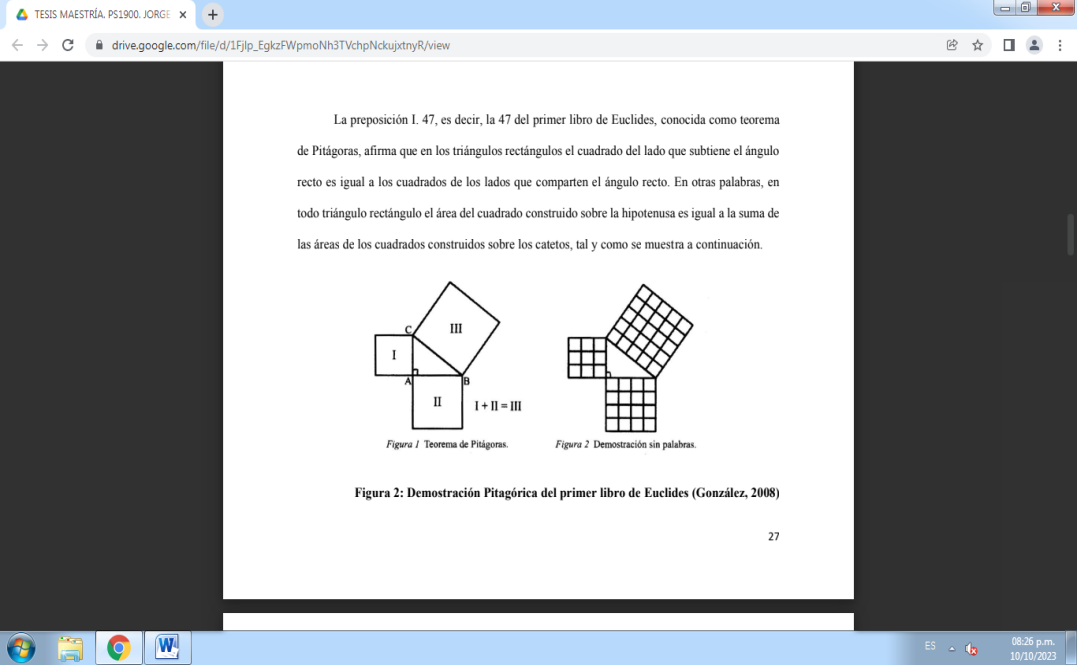 TESIS MAESTRÍA. PS1900. JORGE
drive.google.com/file/d/1Fjlp_EgkzFWpmoNh3TVchpNckujxtnyR/view
La preposición I. 47, es decir, la 47 del primer libro de Euclides, conocida como teorema
de Pitágoras, afirma que en los triángulos rectángulos el cuadrado del lado que subtiene el ángulo
recto es igual a los cuadrados de los lados que comparten el ángulo recto. En otras palabras, en
todo triángulo rectángulo el área del cuadrado construido sobre la hipotenusa es igual a la suma de
las áreas de los cuadrados construidos sobre los catetos, tal y como se muestra a continuación.
C
III
I
A
B
II
I + II = III
Figura 1 Teorema de Pitágoras.
Figura 2 Demostración sin palabras.
Figura 2: Demostración Pitagórica del primer libro de Euclides (González, 2008)
27
ES
08:26 p.m.
10/10/2023